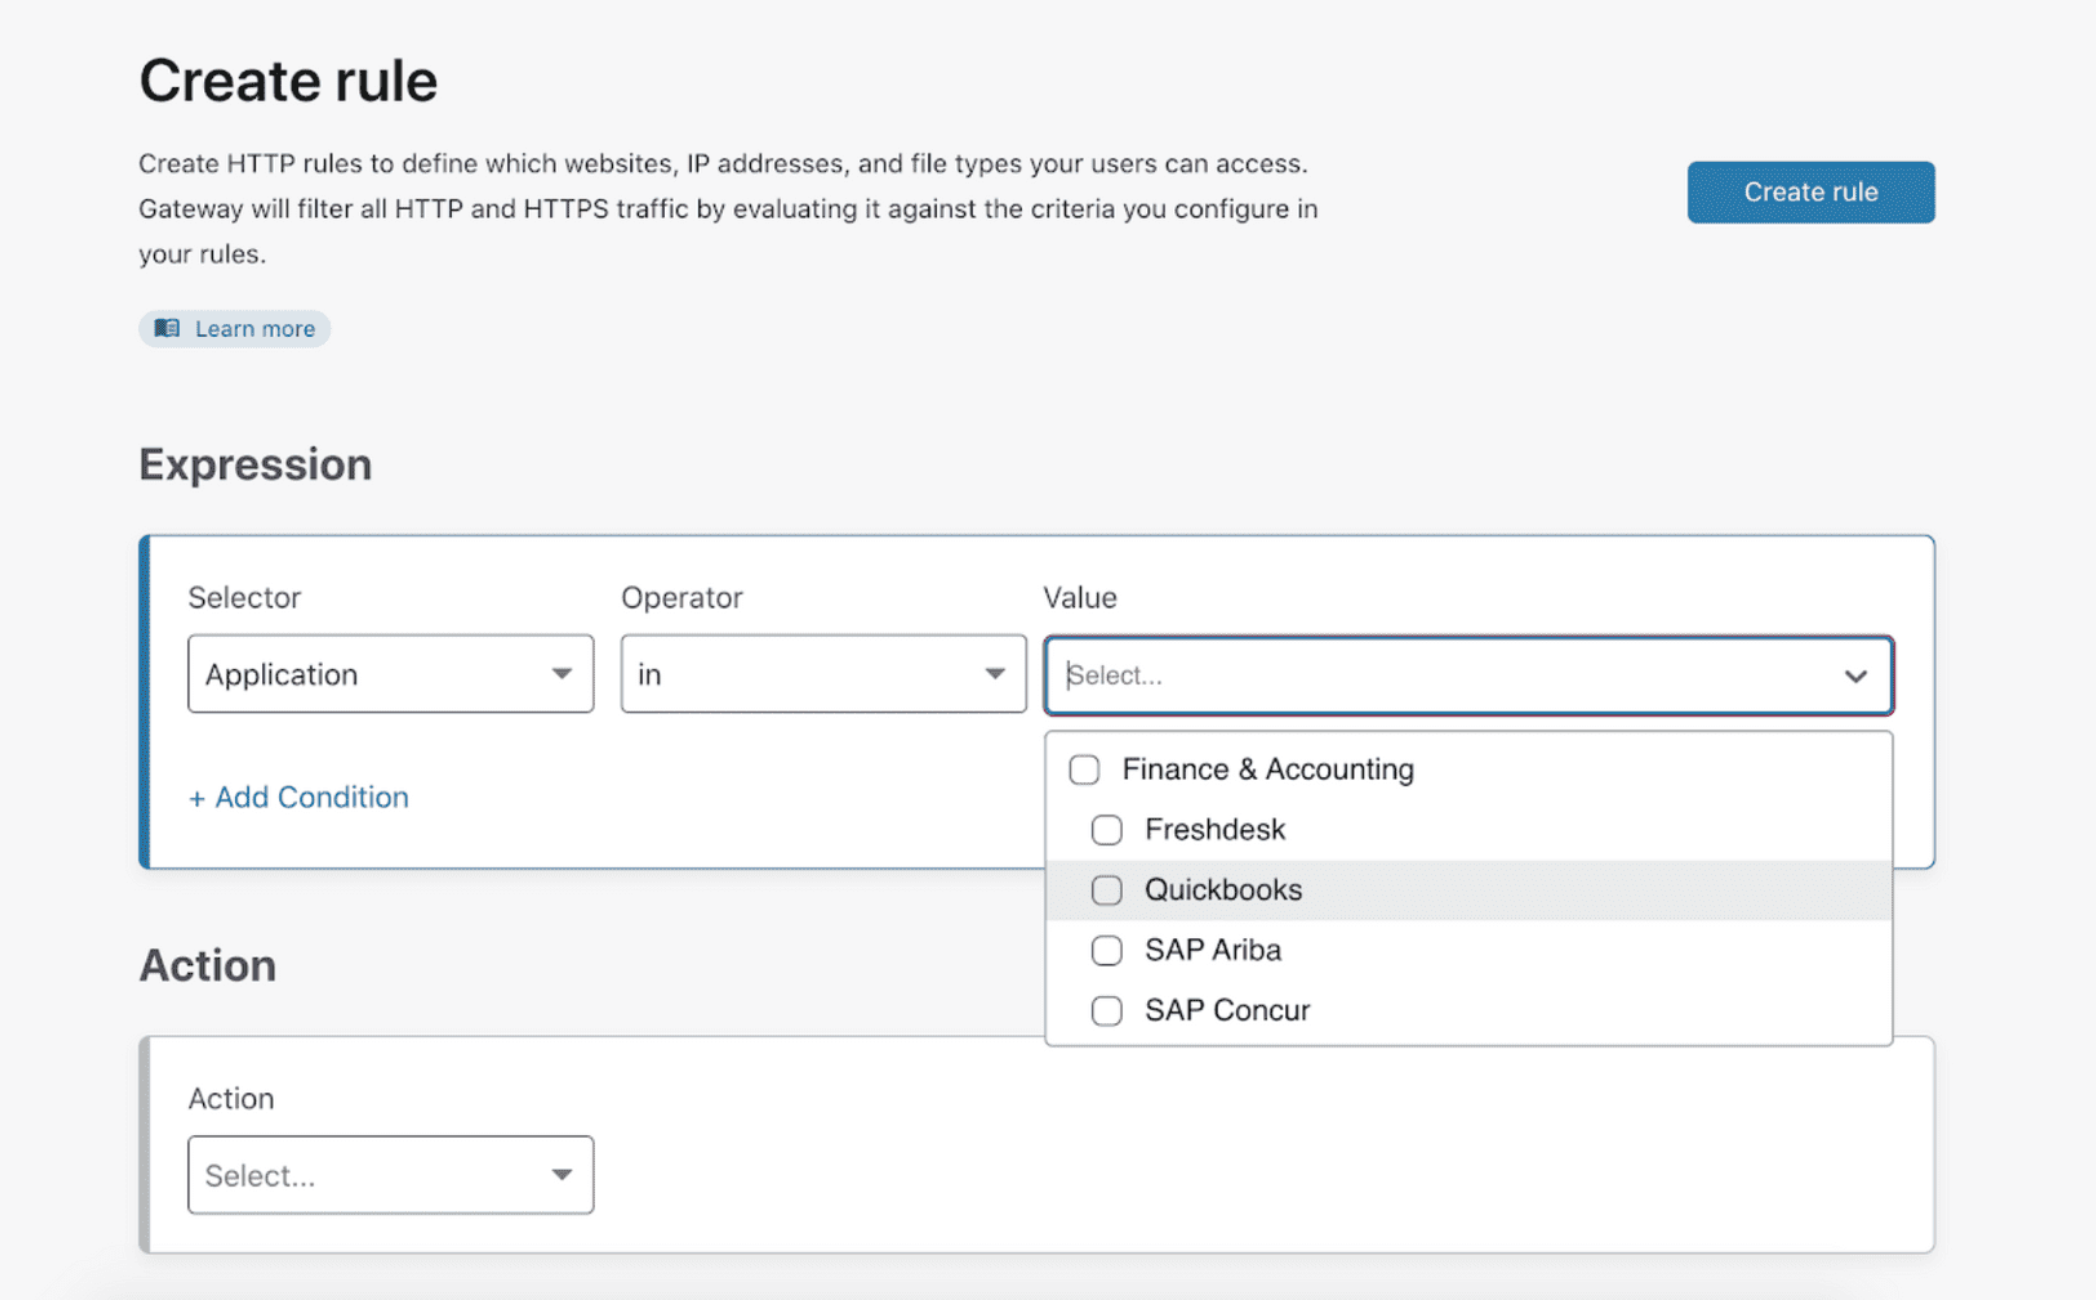 Create rule
Create HTTP rules to define which websites, IP addresses, and file types your users can access.
Gateway will filter all HTTP and HTTPS traffic by evaluating it against the criteria you configure in
your rules.
Create rule
Learn more
Expression
Selector
Operator
Value
Application
in
Select...
+ Add Condition
Finance & Accounting
Freshdesk
Quickbooks
SAP Ariba
SAP Concur
Action
Action
Select...